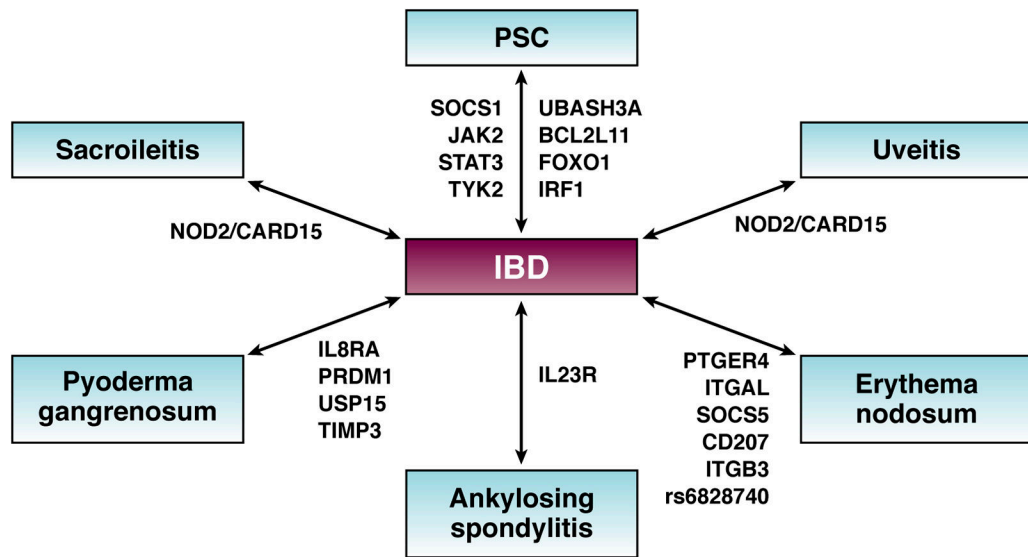 PSC
SOCS1
JAK2
STAT3
TYK2
UBASH3A
BCL2L11
FOXO1
IRF1
Sacroileitis
Uveitis
NOD2/CARD15
NOD2/CARD15
IBD
Pyoderma
gangrenosum
IL8RA
PRDM1
USP15
TIMP3
IL23R
PTGER4
ITGAL
SOCS5
CD207
ITGB3
rs6828740
Erythema
nodosum
Ankylosing
spondylitis